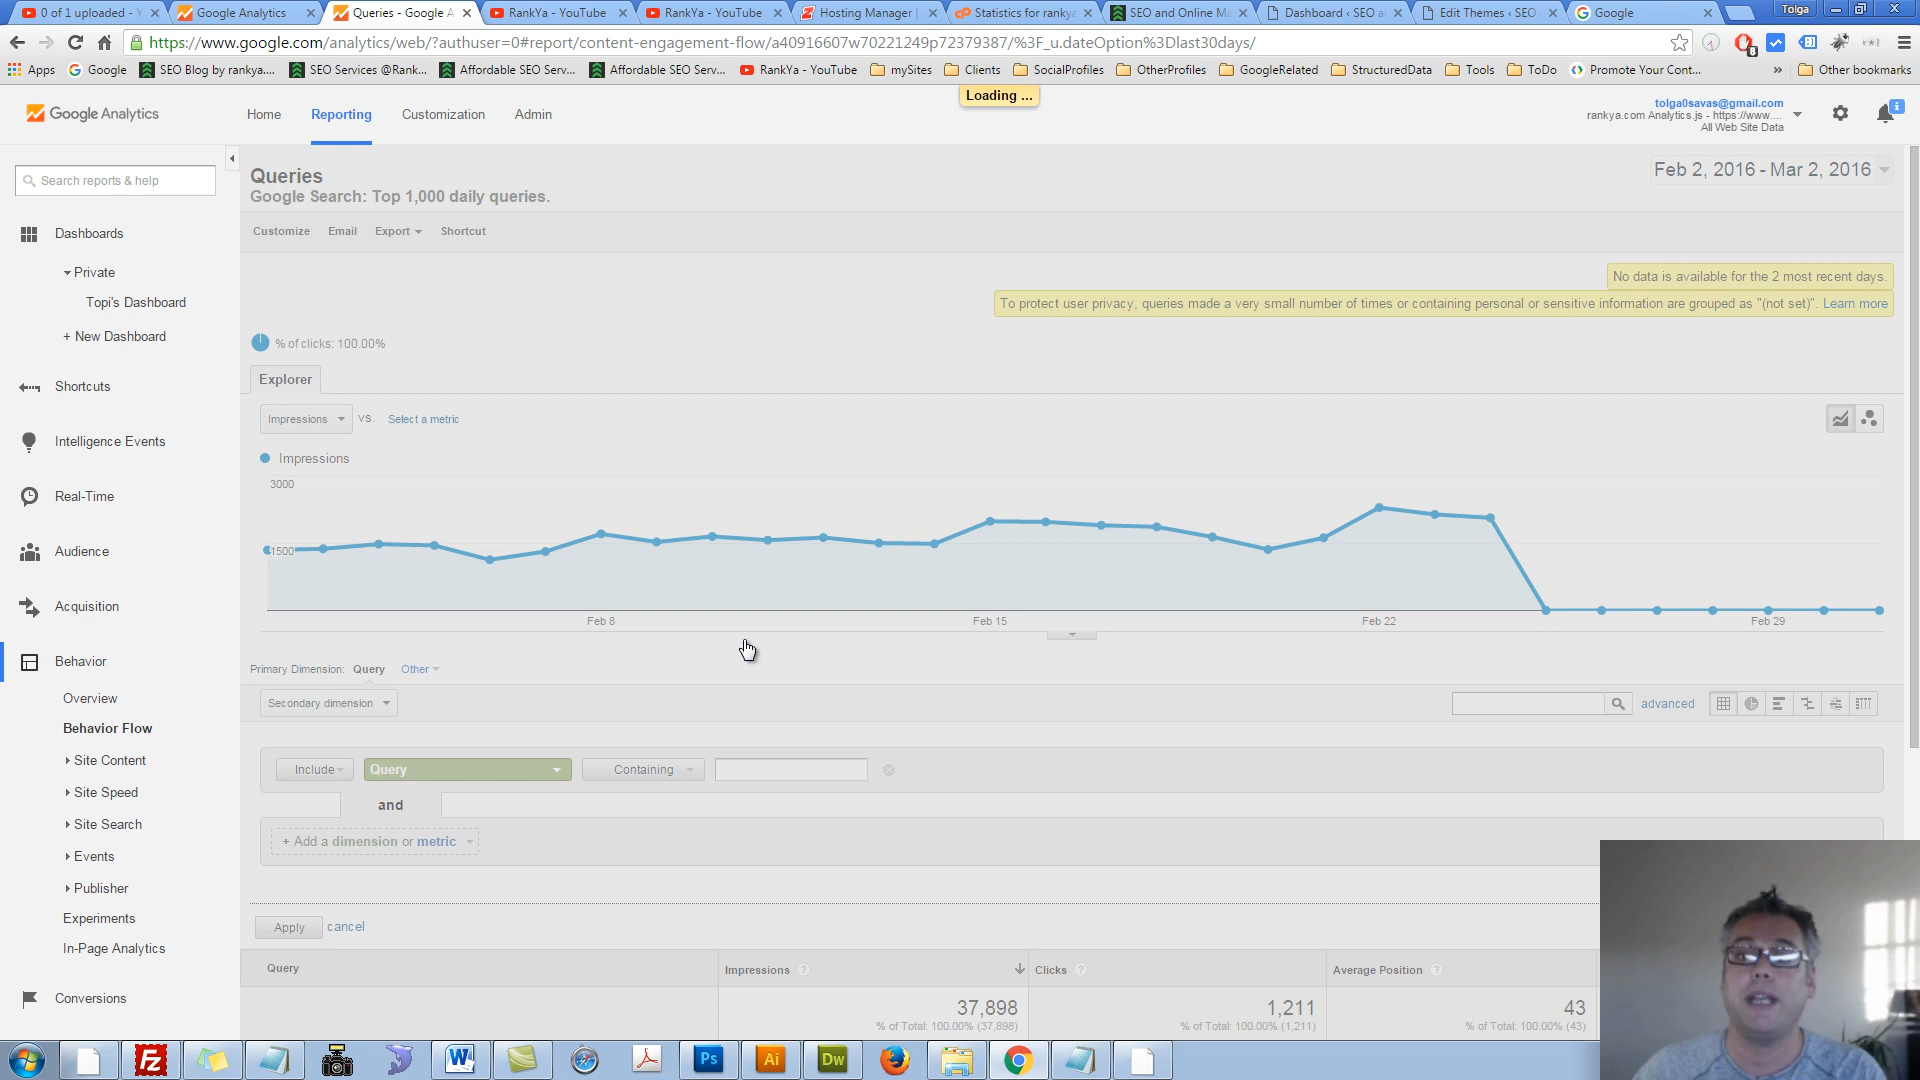 0 of 1 uploaded - Y
Google Analytics
Queries - Google A
RankYa - YouTube
RankYa - YouTube
Hosting Manager |
Statistics for rankya
SEO and Online Ma
Dashboard ‹ SEO a
Edit Themes ‹ SEO
Google
Tolga
https://www.google.com/analytics/web/?authuser=0#report/content-engagement-flow/a40916607w70221249p72379387/%3F_u.dateOption%3Dlast30days/
8
Apps
Google
SEO Blog by rankya....
SEO Services @Rank...
Affordable SEO Serv...
Affordable SEO Serv...
RankYa - YouTube
mySites
Clients
SocialProfiles
OtherProfiles
GoogleRelated
StructuredData
Tools
ToDo
Promote Your Cont...
»
Other bookmarks
Loading ...
Google Analytics
Home
Reporting
Customization
Admin
tolga0savas@gmail.com
rankya.com Analytics.js - https://www....
All Web Site Data
Search reports & help
Dashboards
Private
Topi's Dashboard
+ New Dashboard
Shortcuts
Intelligence Events
Real-Time
Audience
Acquisition
Behavior
Overview
Behavior Flow
Site Content
Site Speed
Site Search
Events
Publisher
Experiments
In-Page Analytics
Conversions
Queries
Google Search: Top 1,000 daily queries.
Feb 2, 2016 - Mar 2, 2016
Customize
Email
Export
Shortcut
No data is available for the 2 most recent days.
To protect user privacy, queries made a very small number of times or containing personal or sensitive information are grouped as "(not set)". Learn more
% of clicks: 100.00%
Explorer
Impressions
VS.
Select a metric
Impressions
3000
1500
Feb 8
Feb 15
Feb 22
Feb 29
Primary Dimension:
Query
Other
Secondary dimension
advanced
Include
Query
Containing
and
+ Add a dimension or metric
Apply
cancel
Query
Impressions
Clicks
Average Position
37,898
% of Total: 100.00% (37,898)
1,211
% of Total: 100.00% (1,211)
43
% of Total: 100.00% (43)
Fz
W
Ps
Ai
Dw